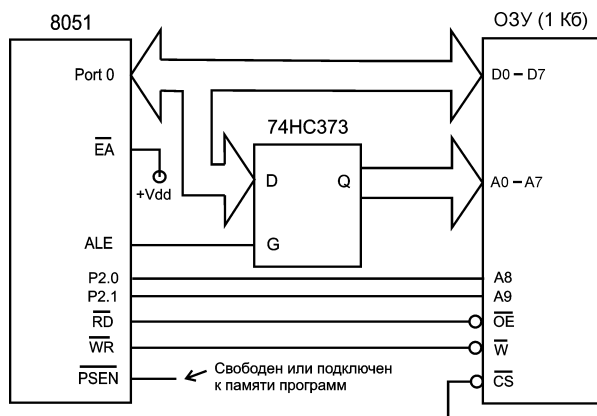 8051
ОЗУ (1 Кб)
Port 0
D0 – D7
74HC373
EA
+Vdd
D
Q
A0 – A7
ALE
G
P2.0
A8
P2.1
A9
RD
OE
WR
W
PSEN
Свободен или подключен
к памяти программ
CS